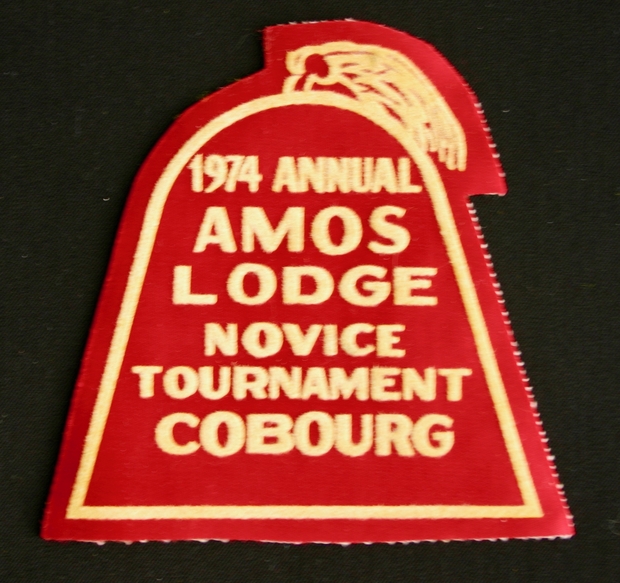 1974 ANNUAL
AMOS
LODGE
NOVICE
TOURNAMENT
COBOURG